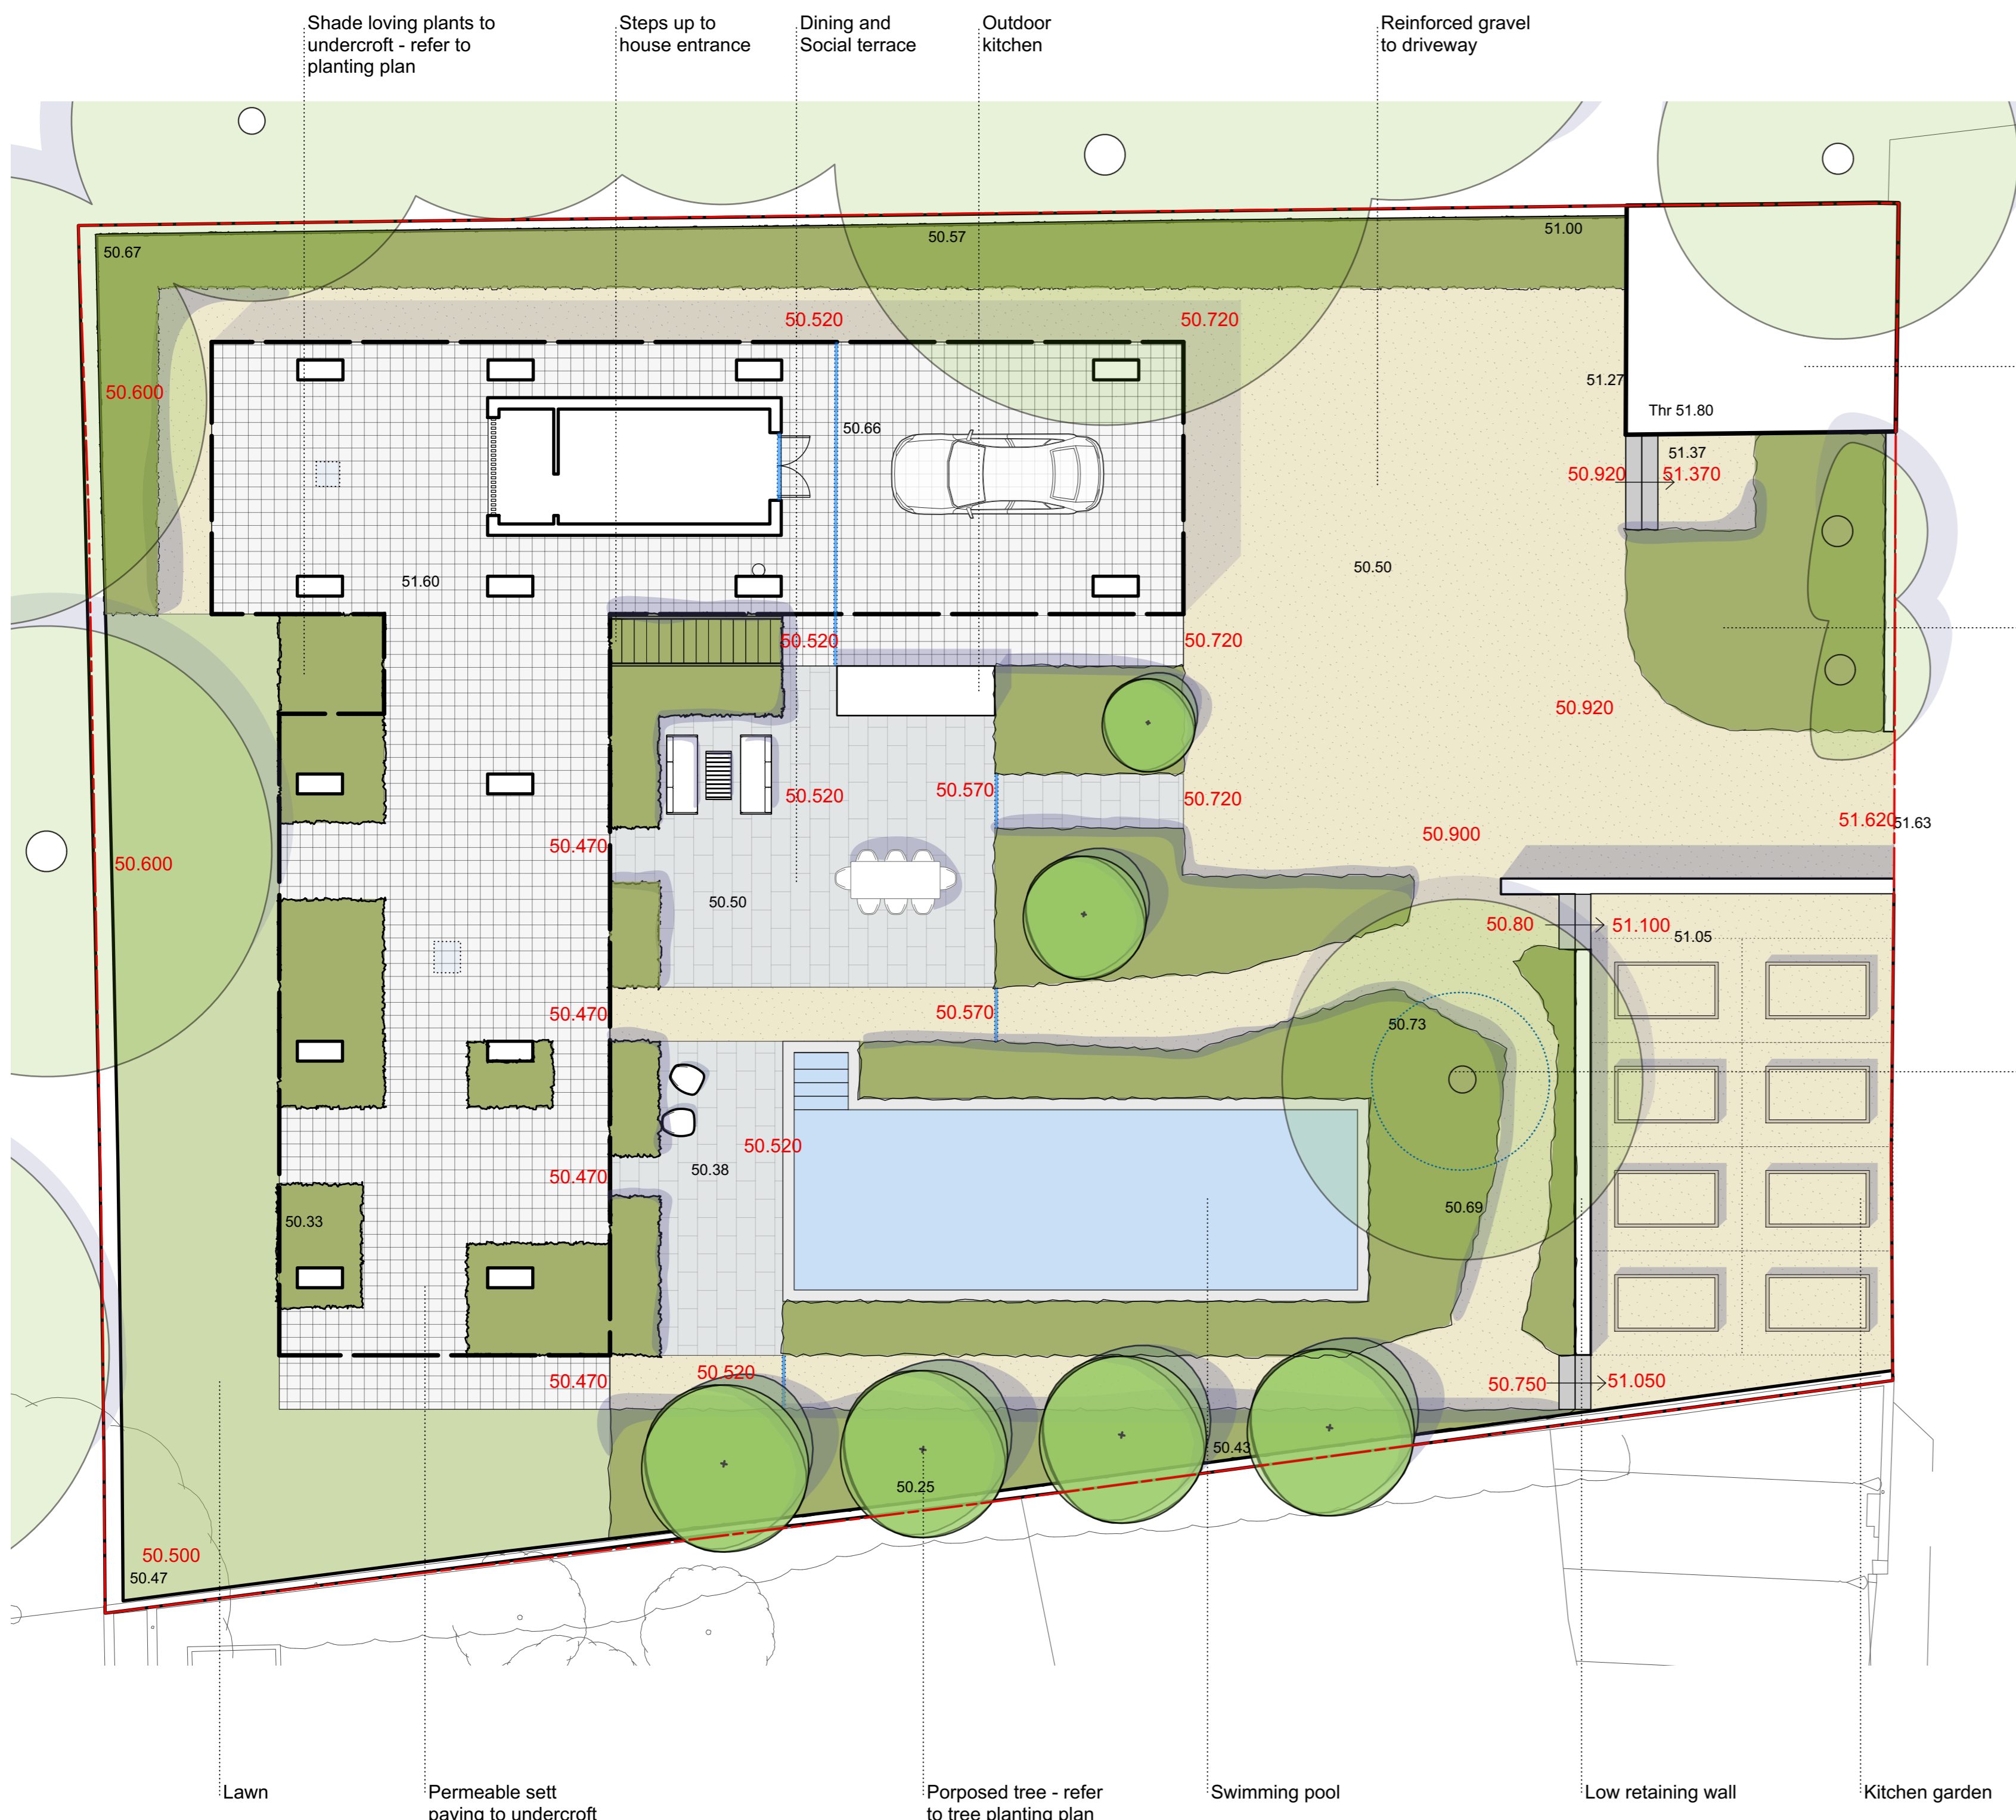 Shade loving plants to
undercroft - refer to
planting plan
Steps up to
house entrance
Dining and
Social terrace
Outdoor
kitchen
Reinforced gravel
to driveway
50.67
50.57
51.00
50.520
50.720
50.600
51.27
Thr 51.80
50.66
51.37
50.920
51.370
51.60
50.50
50.520
50.720
50.920
50.570
50.520
50.720
51.620
51.63
50.900
50.470
50.50
50.80
51.100
51.05
50.600
50.470
50.570
50.73
50.520
50.38
50.470
50.69
50.33
50.470
50.520
50.750
51.050
50.43
50.25
50.500
50.47
Lawn
Permeable sett
paving to undercroft
Porposed tree - refer
to tree planting plan
Swimming pool
Low retaining wall
Kitchen garden